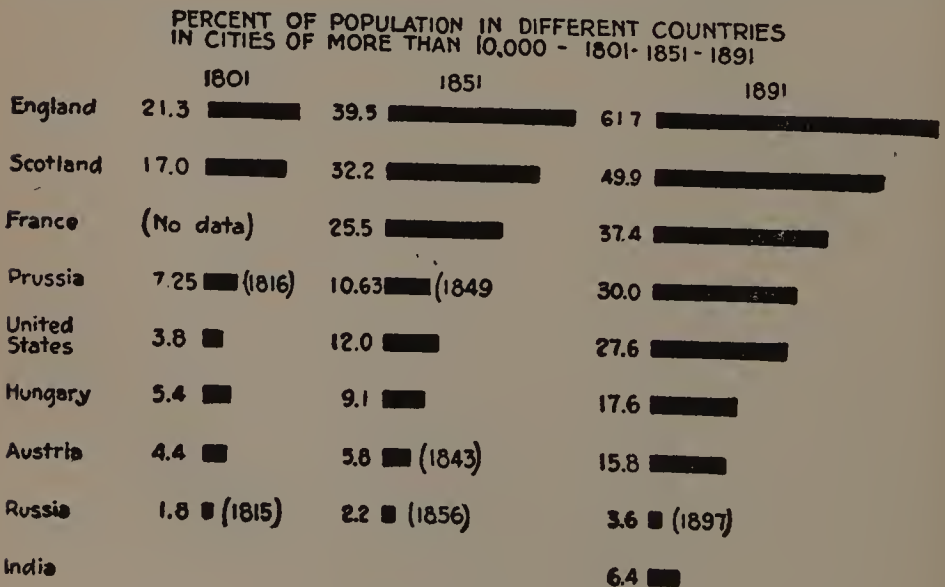 PERCENT OF POPULATION IN DIFFERENT COUNTRIES
IN CITIES OF MORE THAN 10,000 - 1801-1851-1891
1801 1851 1891
England 21.3 39.5 61 7
Scotland 17.0 32.2 49.9
France (No data) 25.5 37.4
Prussia 7.25 (1816) 10.63 (1849 30.0
United
States 3.8 12.0 27.6
Hungary 5.4 9.1 17.6
Austria 4.4 5.8 (1843) 15.8
Russia 1.8 (1815) 2.2 (1856) 3.6 (1897)
India 6.4